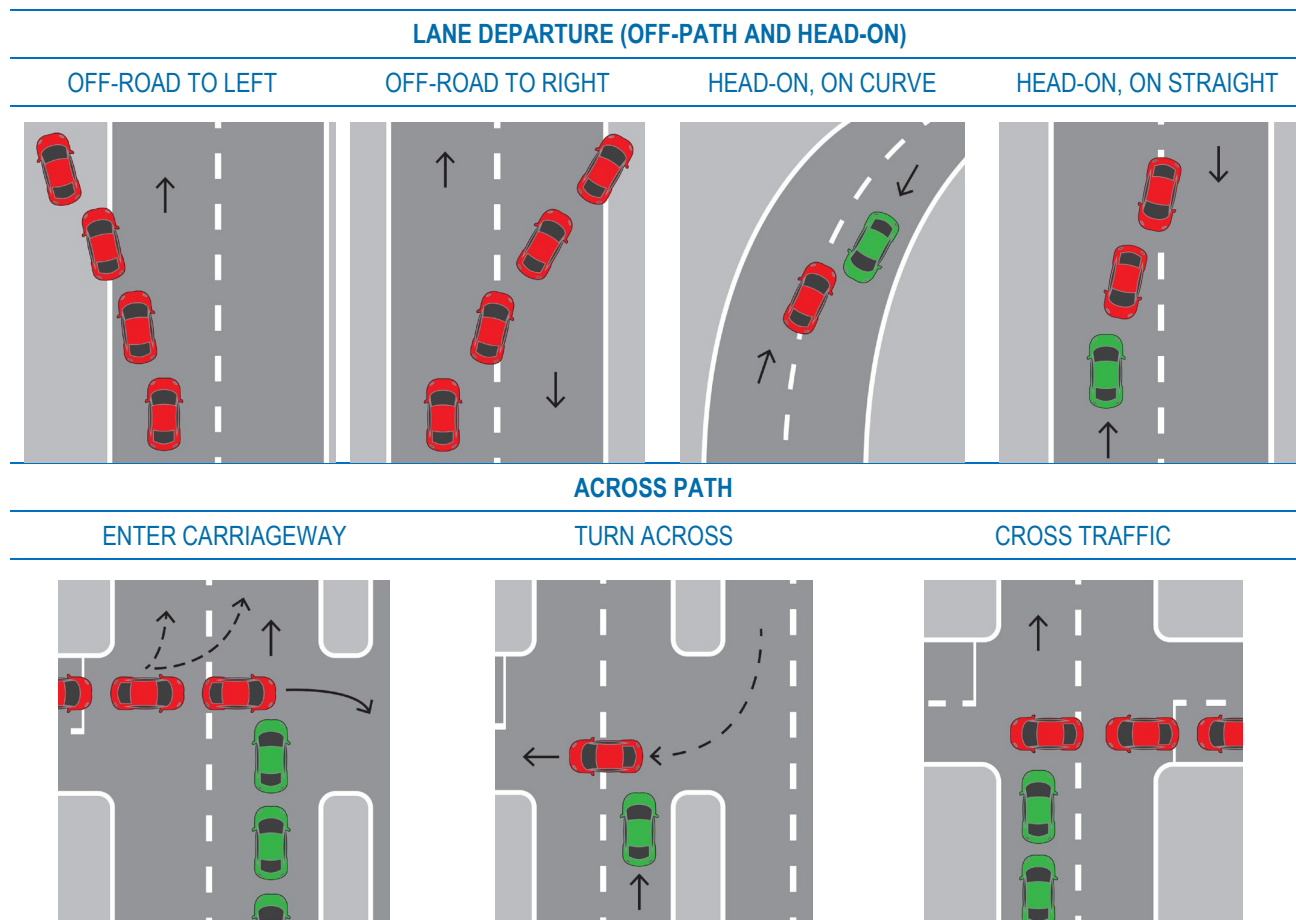 LANE DEPARTURE (OFF-PATH AND HEAD-ON)
OFF-ROAD TO LEFT OFF-ROAD TO RIGHT HEAD-ON, ON CURVE HEAD-ON, ON STRAIGHT
ACROSS PATH
ENTER CARRIAGEWAY TURN ACROSS CROSS TRAFFIC